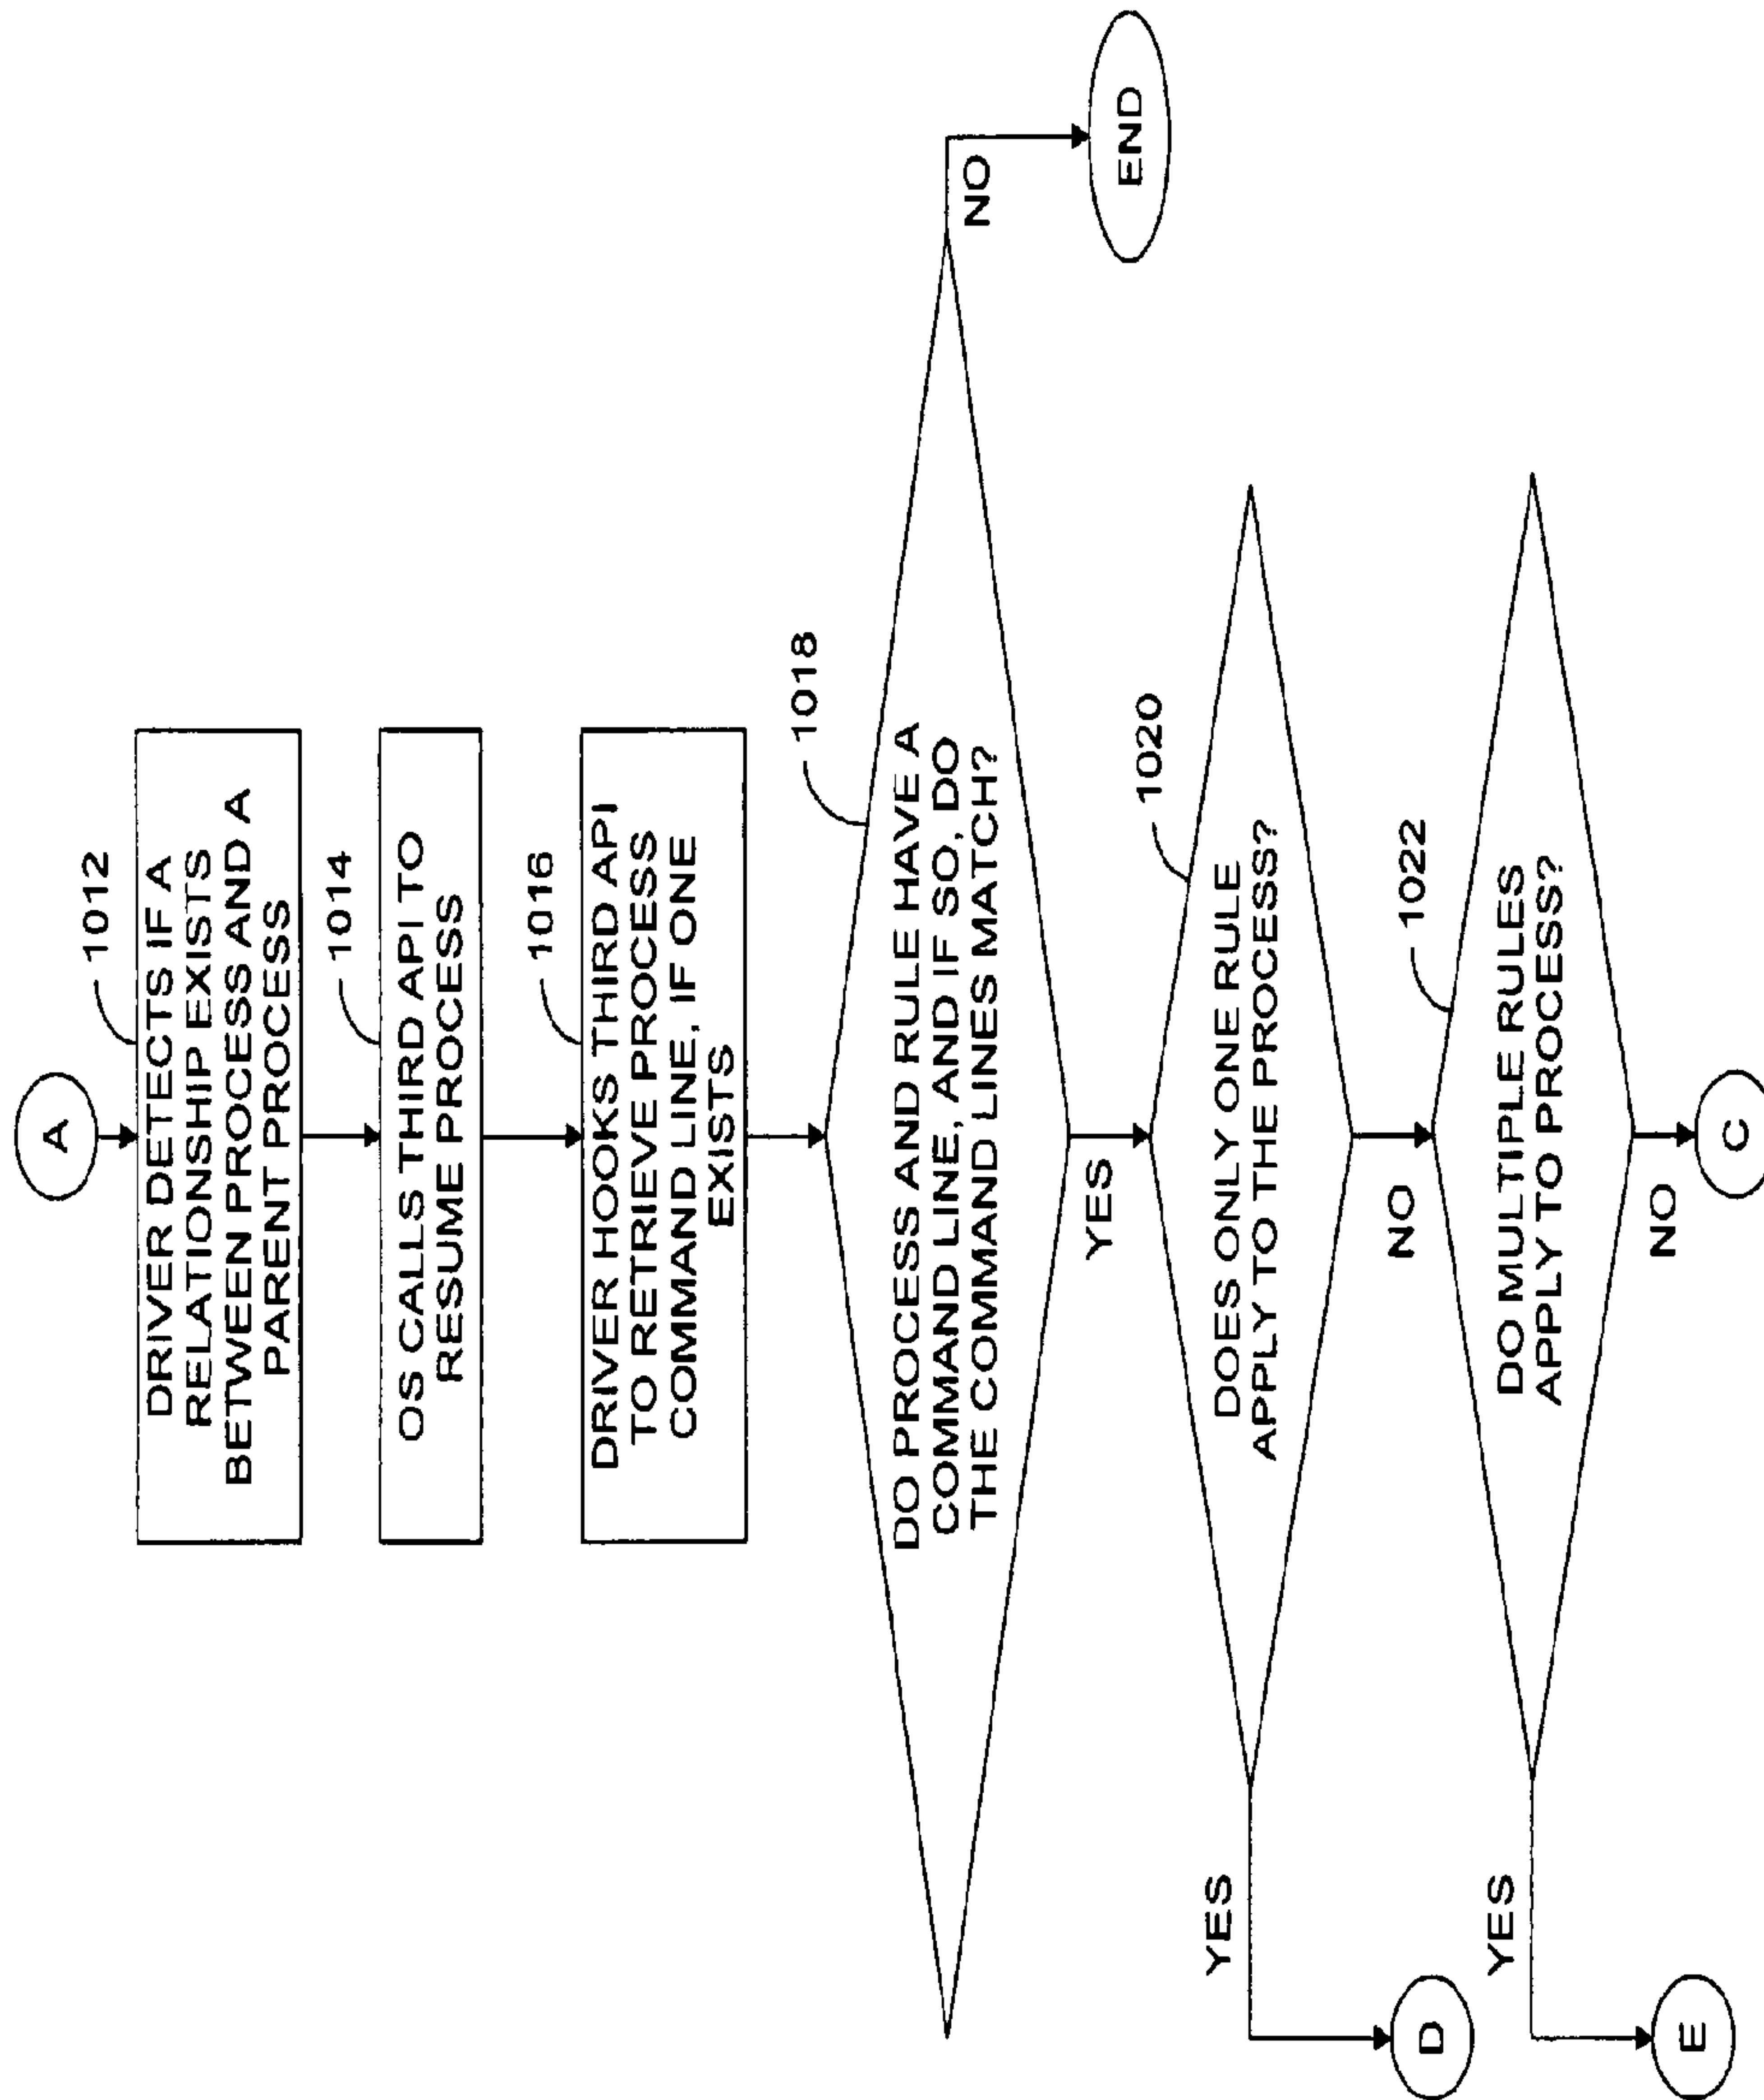 A
1012
DRIVER DETECTS IF A
RELATIONSHIP EXISTS
BETWEEN PROCESS AND A
PARENT PROCESS
1014
OS CALLS THIRD API TO
RESUME PROCESS
1016
DRIVER HOOKS THIRD API
TO RETRIEVE PROCESS
COMMAND LINE, IF ONE
EXISTS
1018
DO PROCESS AND RULE HAVE A
COMMAND LINE, AND IF SO, DO
THE COMMAND LINES MATCH?
NO
END
YES
1020
DOES ONLY ONE RULE
APPLY TO THE PROCESS?
YES
D
NO
1022
DO MULTIPLE RULES
APPLY TO PROCESS?
YES
E
NO
C